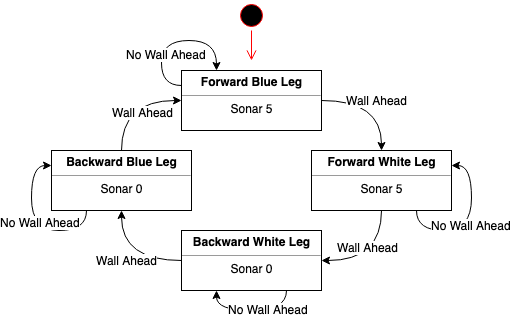 No Wall Ahead
Forward Blue Leg
Sonar 5
Wall Ahead
Wall Ahead
Backward Blue Leg
Sonar 0
Forward White Leg
Sonar 5
No Wall Ahead
No Wall Ahead
Backward White Leg
Sonar 0
Wall Ahead
Wall Ahead
No Wall Ahead